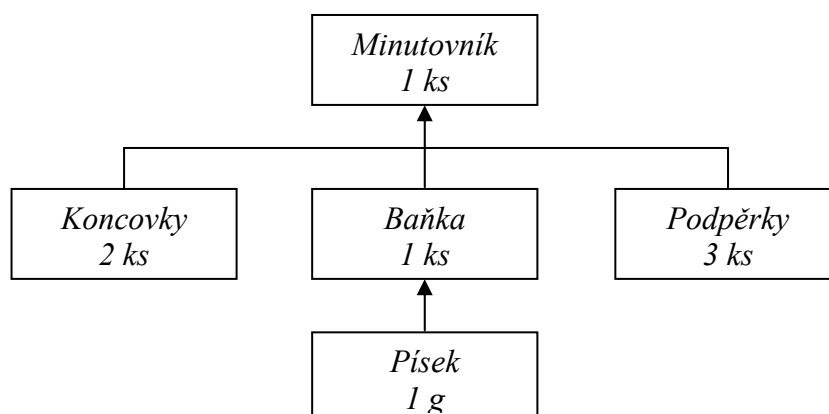 Minutovník
1 ks
Koncovky
2 ks
Baňka
1 ks
Podpěrky
3 ks
Písek
1 g